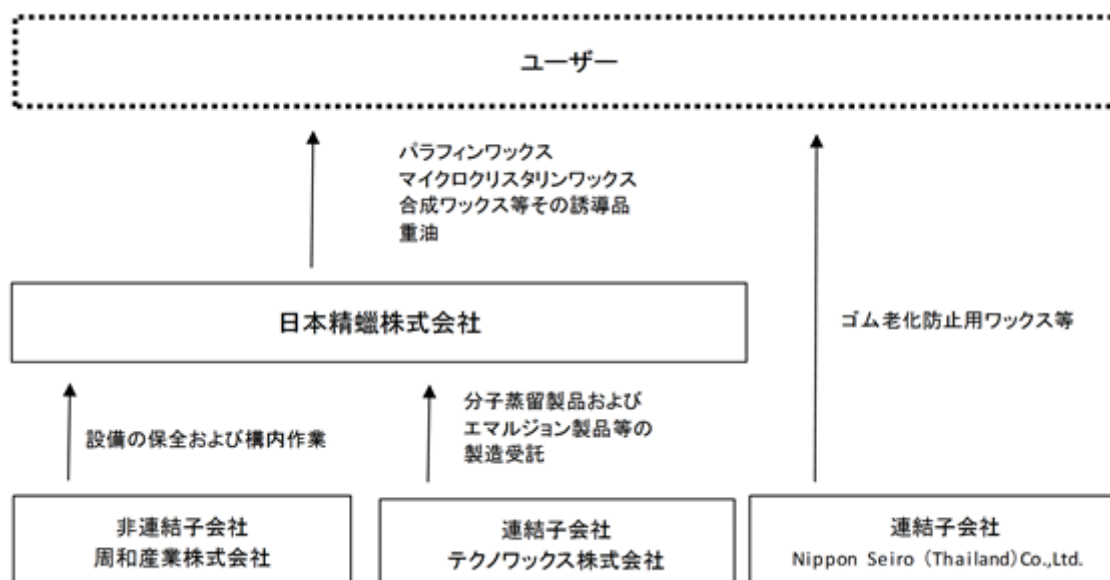 ユーザー
パラフィンワックス
マイクロクリスタリンワックス
合成ワックス等その誘導品
重油
日本精蠟株式会社
ゴム老化防止用ワックス等
設備の保全および構内作業
分子蒸留製品および
エマルジョン製品等の
製造受託
非連結子会社
周和産業株式会社
連結子会社
テクノワックス株式会社
連結子会社
Nippon Seiro (Thailand)Co.,Ltd.